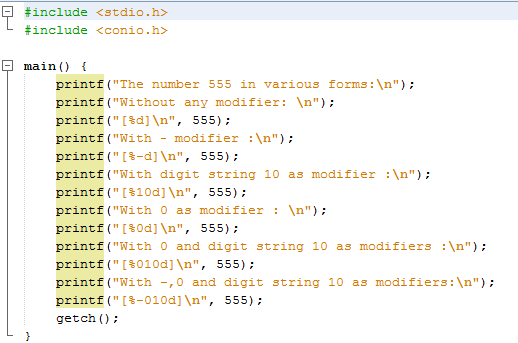 #include <stdio.h>
#include <conio.h>
main() {
printf("The number 555 in various forms:\n");
printf("Without any modifier: \n");
printf("[%d]\n", 555);
printf("With - modifier :\n");
printf("[%-d]\n", 555);
printf("With digit string 10 as modifier :\n");
printf("[%10d]\n", 555);
printf("With 0 as modifier : \n");
printf("[%0d]\n", 555);
printf("With 0 and digit string 10 as modifiers :\n");
printf("[%010d]\n", 555);
printf("With -,0 and digit string 10 as modifiers:\n");
printf("[%-010d]\n", 555);
getch();
}